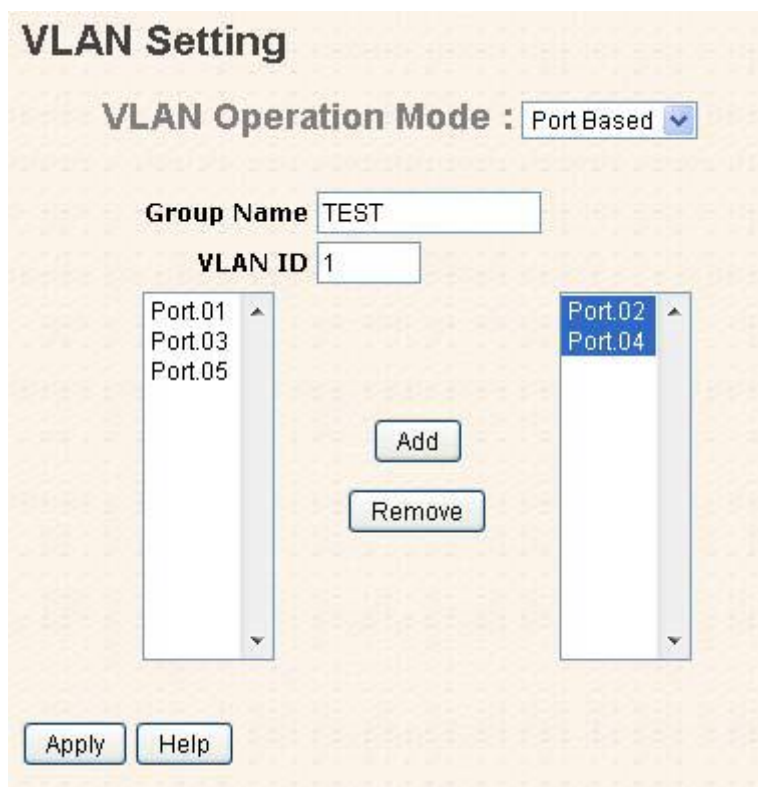 VLAN Setting
VLAN Operation Mode : Port Based
Group Name TEST
VLAN ID 1
Port.01
Port.03
Port.05
Port.02
Port.04
Add
Remove
Apply Help